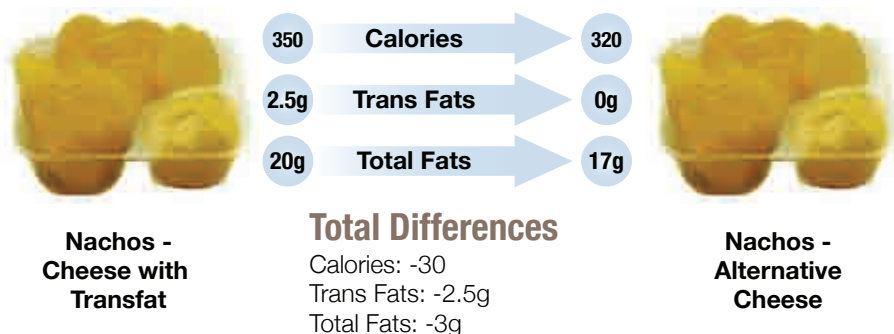 350 Calories 320
2.5g Trans Fats 0g
20g Total Fats 17g
Nachos -
Cheese with
Transfat
Total Differences
Calories: -30
Trans Fats: -2.5g
Total Fats: -3g
Nachos -
Alternative
Cheese